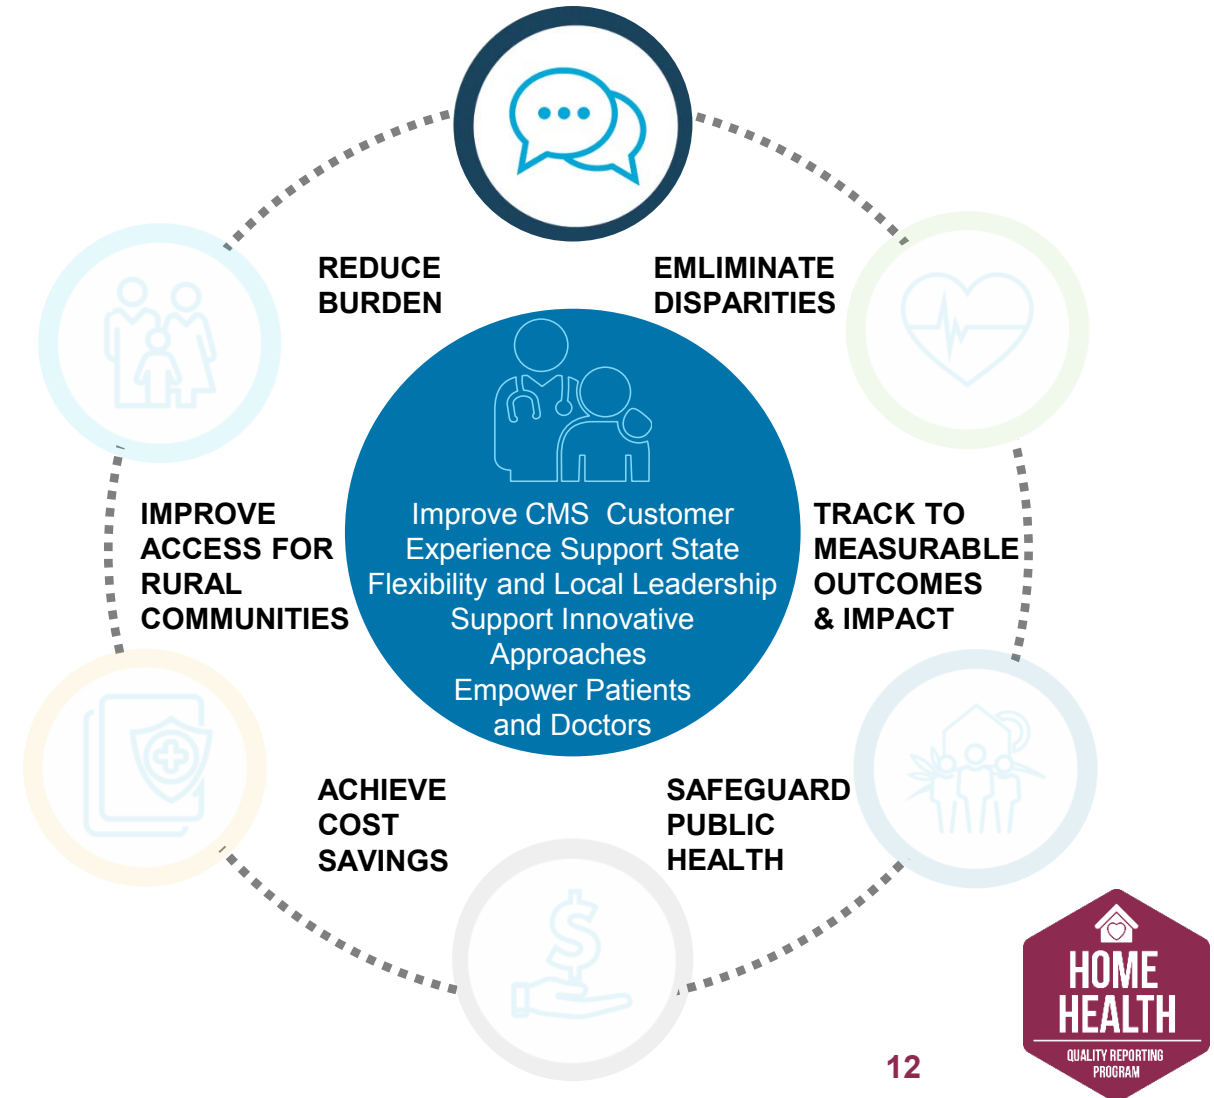 REDUCE
BURDEN
EMLIMINATE
DISPARITIES
IMPROVE
ACCESS FOR
RURAL
COMMUNITIES
Improve CMS  Customer
Experience Support State
Flexibility and Local Leadership
Support Innovative
Approaches
Empower Patients
and Doctors
TRACK TO
MEASURABLE
OUTCOMES
& IMPACT
ACHIEVE
COST
SAVINGS
SAFEGUARD
PUBLIC
HEALTH
$
HOME
HEALTH
QUALITY REPORTING
PROGRAM
12